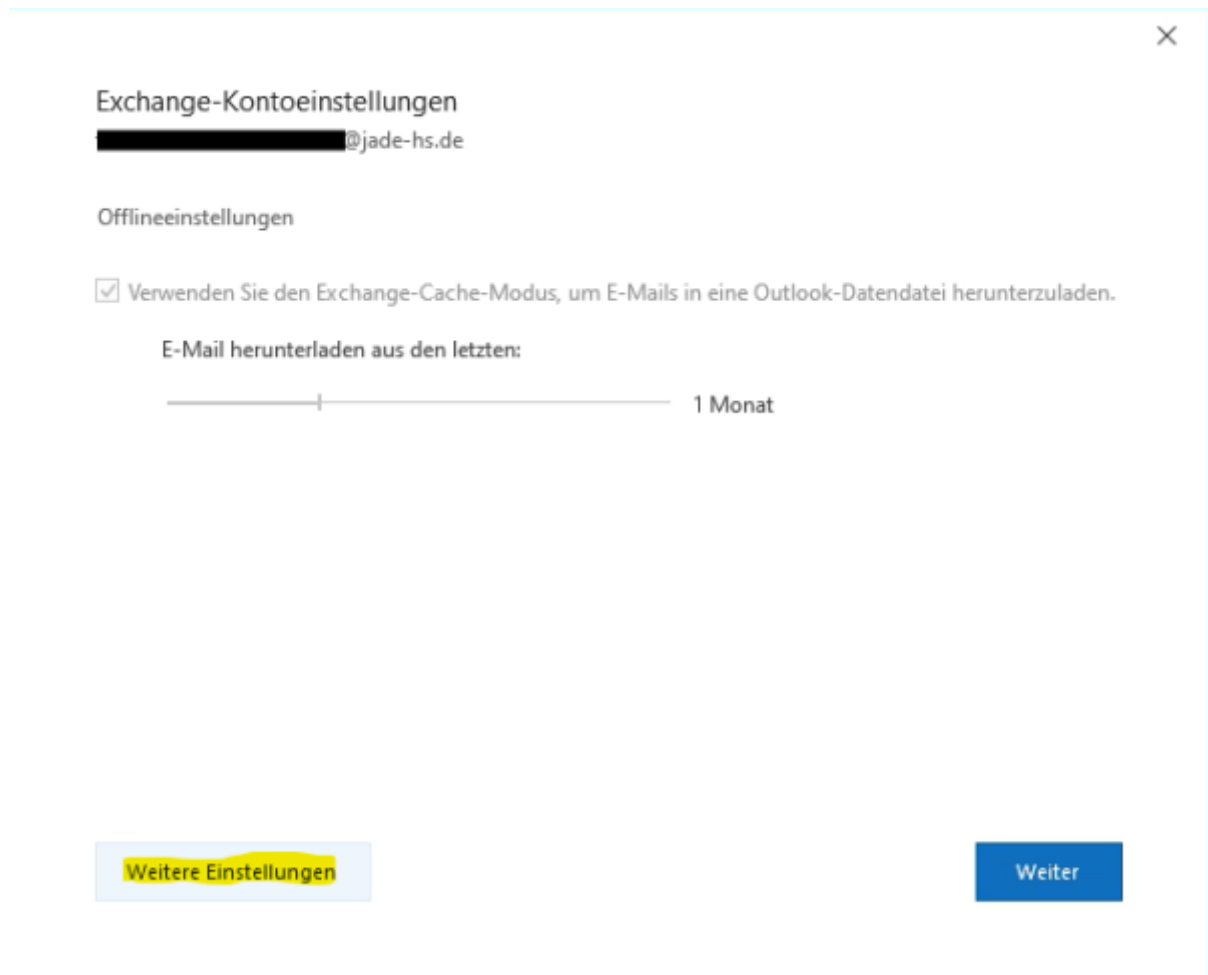 Exchange-Kontoeinstellungen
@jade-hs.de
Offlineeinstellungen
Verwenden Sie den Exchange-Cache-Modus, um E-Mails in eine Outlook-Datendatei herunterzuladen.
E-Mail herunterladen aus den letzten:
1 Monat
Weitere Einstellungen
Weiter